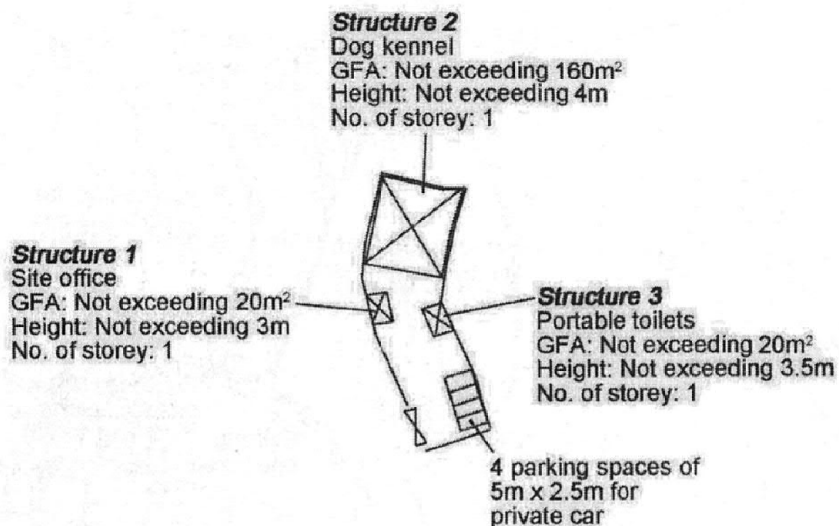 Structure 2
Dog kennel
GFA: Not exceeding 160m²
Height: Not exceeding 4m
No. of storey: 1
Structure 1
Site office
GFA: Not exceeding 20m²
Height: Not exceeding 3m
No. of storey: 1
Structure 3
Portable toilets
GFA: Not exceeding 20m²
Height: Not exceeding 3.5m
No. of storey: 1
4 parking spaces of
5m x 2.5m for
private car